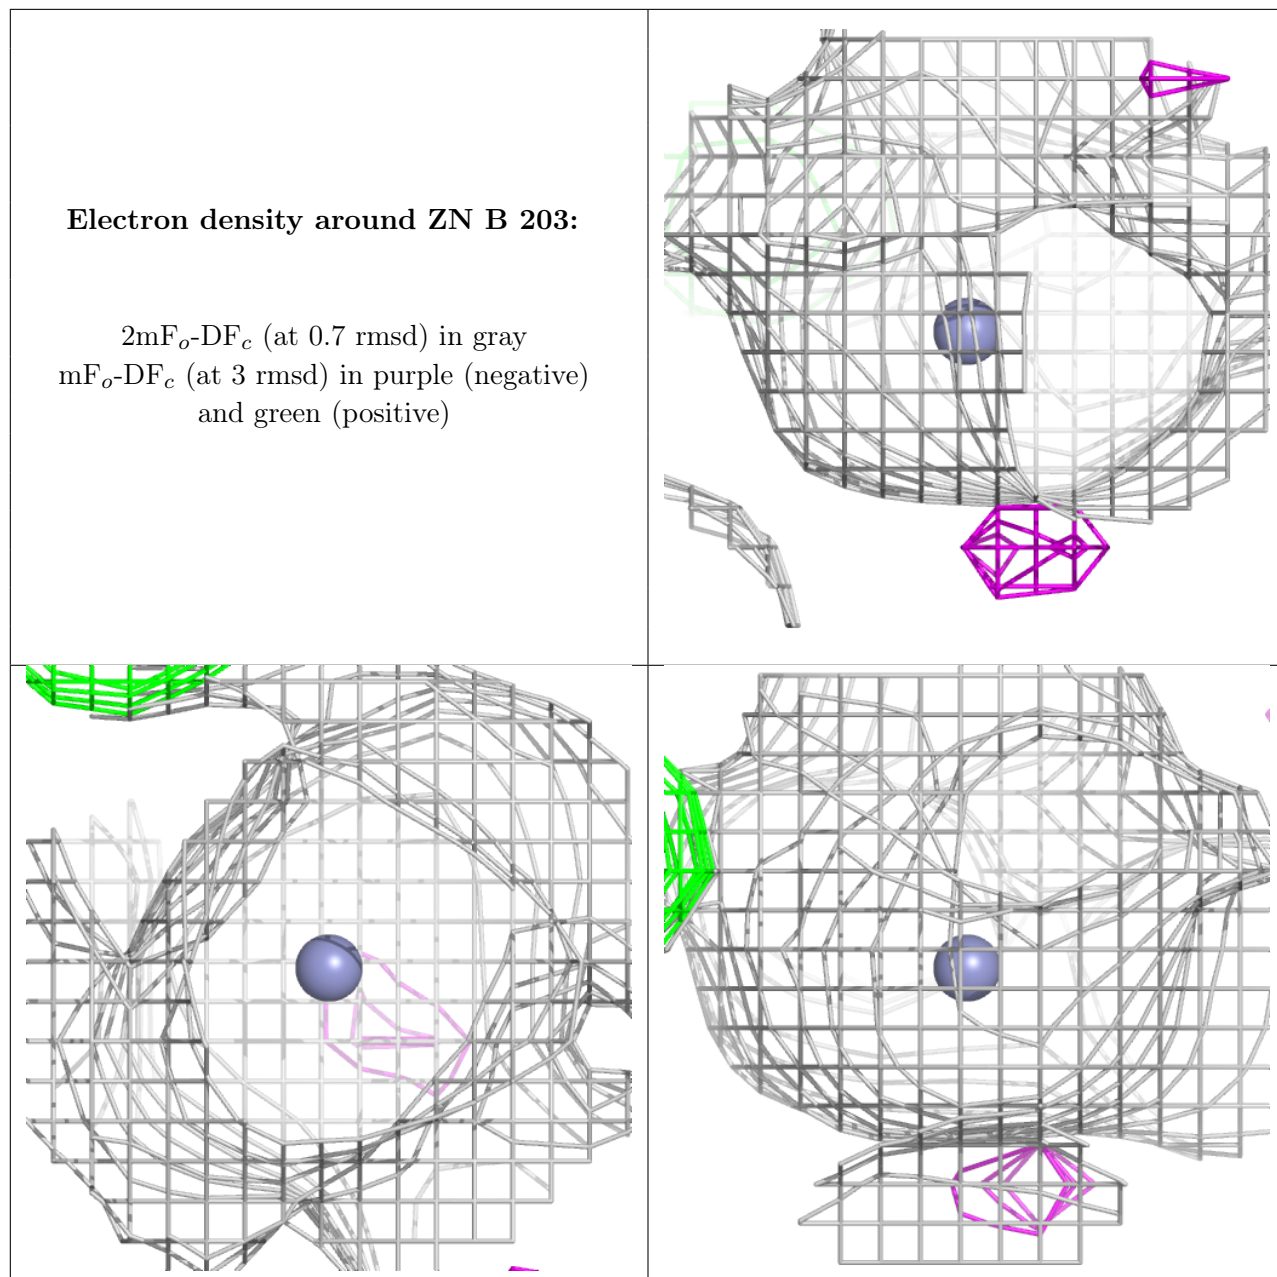 Electron density around ZN B 203:
2mFo-DFc (at 0.7 rmsd) in gray
mFo-DFc (at 3 rmsd) in purple (negative)
and green (positive)